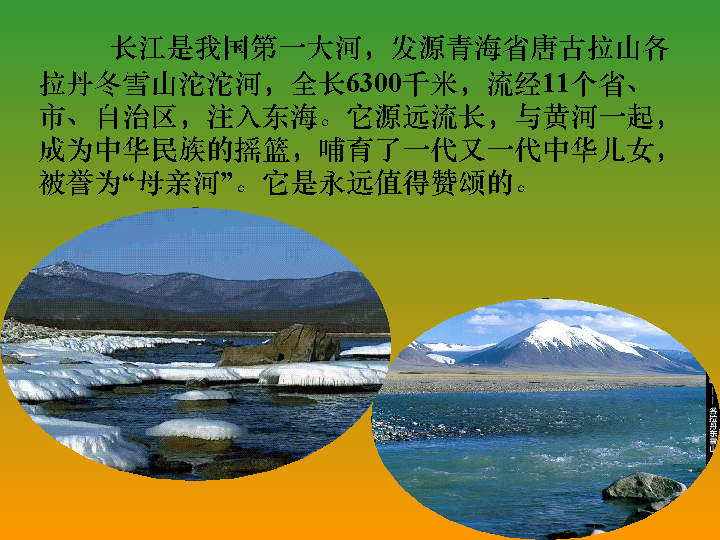 长江是我国第一大河，发源青海省唐古拉山各
拉丹冬雪山沱沱河，全长6300千米，流经11个省、
市、自治区，注入东海。它源远流长，与黄河一起，
成为中华民族的摇篮，哺育了一代又一代中华儿女，
被誉为“母亲河”。它是永远值得赞颂的。
各拉丹东雪山